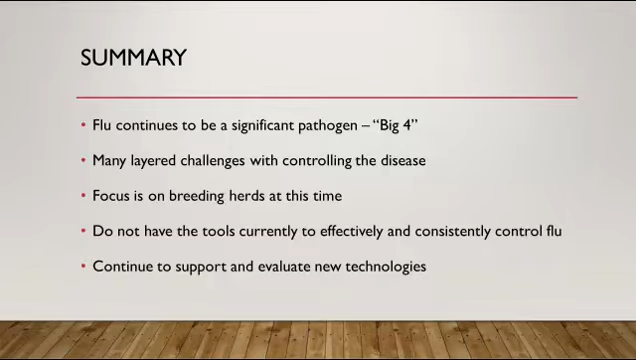 SUMMARY
• Flu continues to be a significant pathogen – “Big 4”
• Many layered challenges with controlling the disease
• Focus is on breeding herds at this time
• Do not have the tools currently to effectively and consistently control flu
• Continue to support and evaluate new technologies